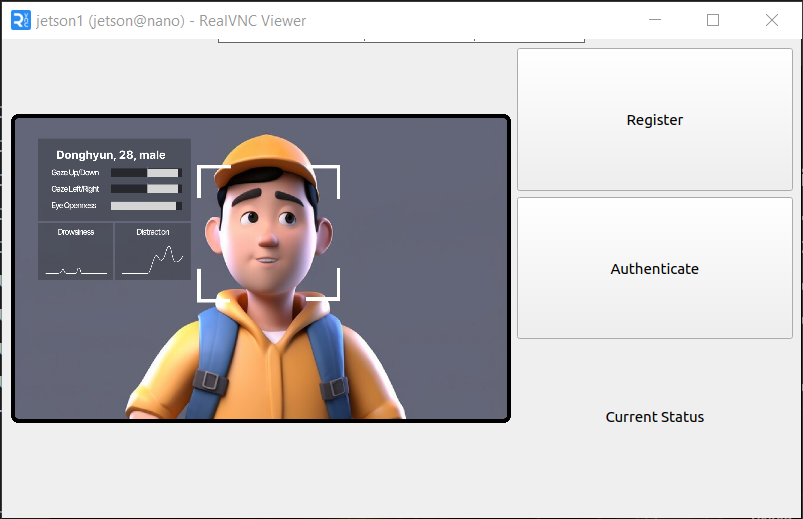 jetson1 (jetson@nano) - RealVNC Viewer
Donghyun, 28, male
Gaze Up/Down
Gaze Left/Right
Eye Openness
Drowsiness
Distraction
Register
Authenticate
Current Status